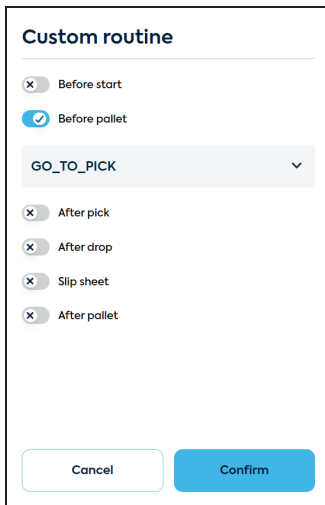 Custom routine
Before start
Before pallet
GO_TO_PICK
After pick
After drop
Slip sheet
After pallet
Cancel
Confirm